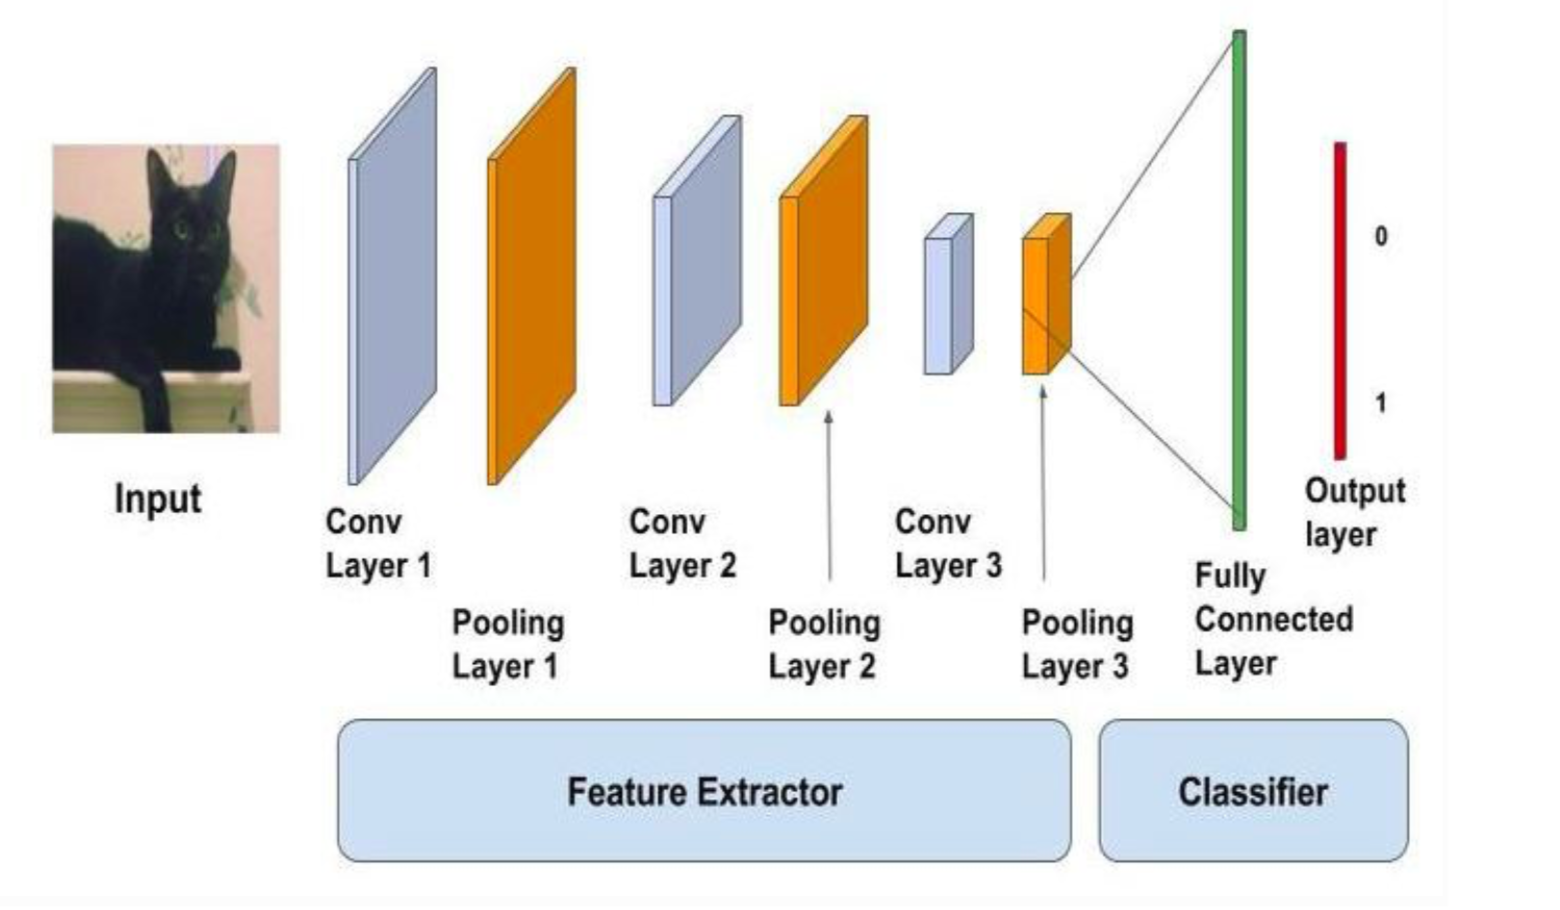 Input
Conv
Layer 1
Pooling
Layer 1
Conv
Layer 2
Pooling
Layer 2
Conv
Layer 3
Pooling
Layer 3
Fully
Connected
Layer
0
1
Output
layer
Feature Extractor
Classifier